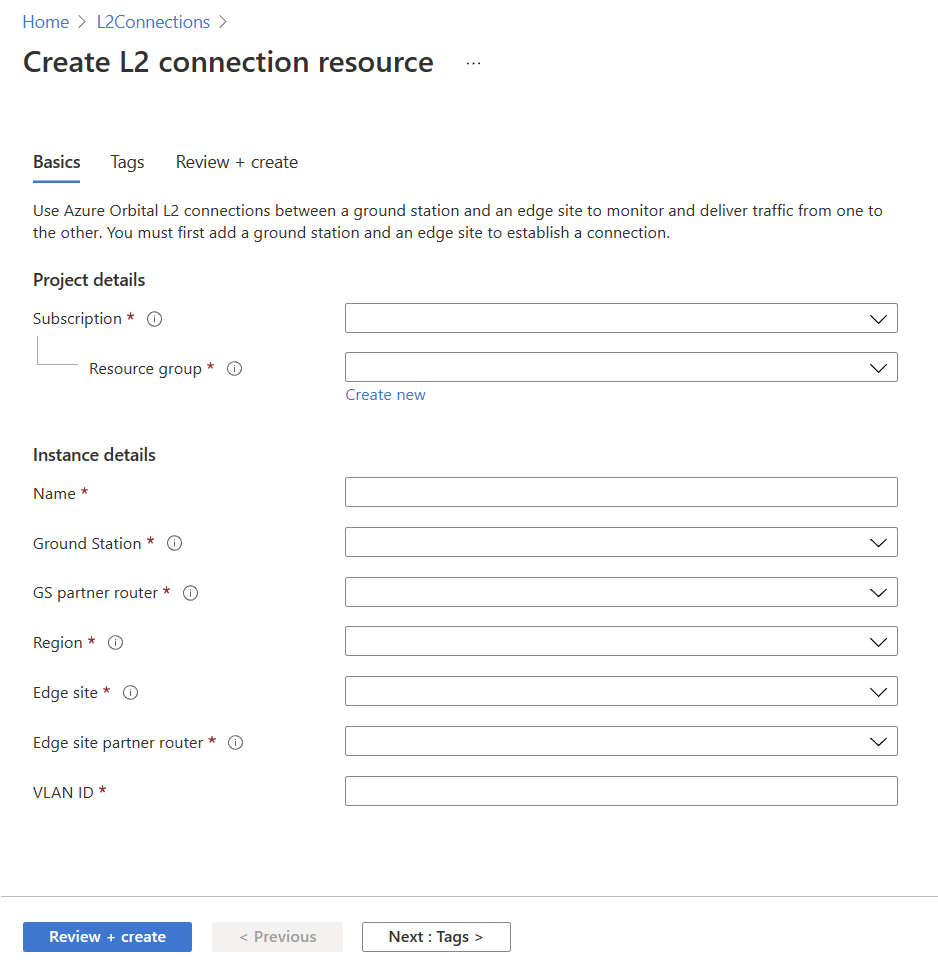 Home > L2Connections >
Create L2 connection resource ...
Basics Tags Review + create
Use Azure Orbital L2 connections between a ground station and an edge site to monitor and deliver traffic from one to
the other. You must first add a ground station and an edge site to establish a connection.
Project details
Subscription *
Resource group *
Create new
Instance details
Name *
Ground Station *
GS partner router *
Region *
Edge site *
Edge site partner router *
VLAN ID *
Review + create < Previous Next : Tags >